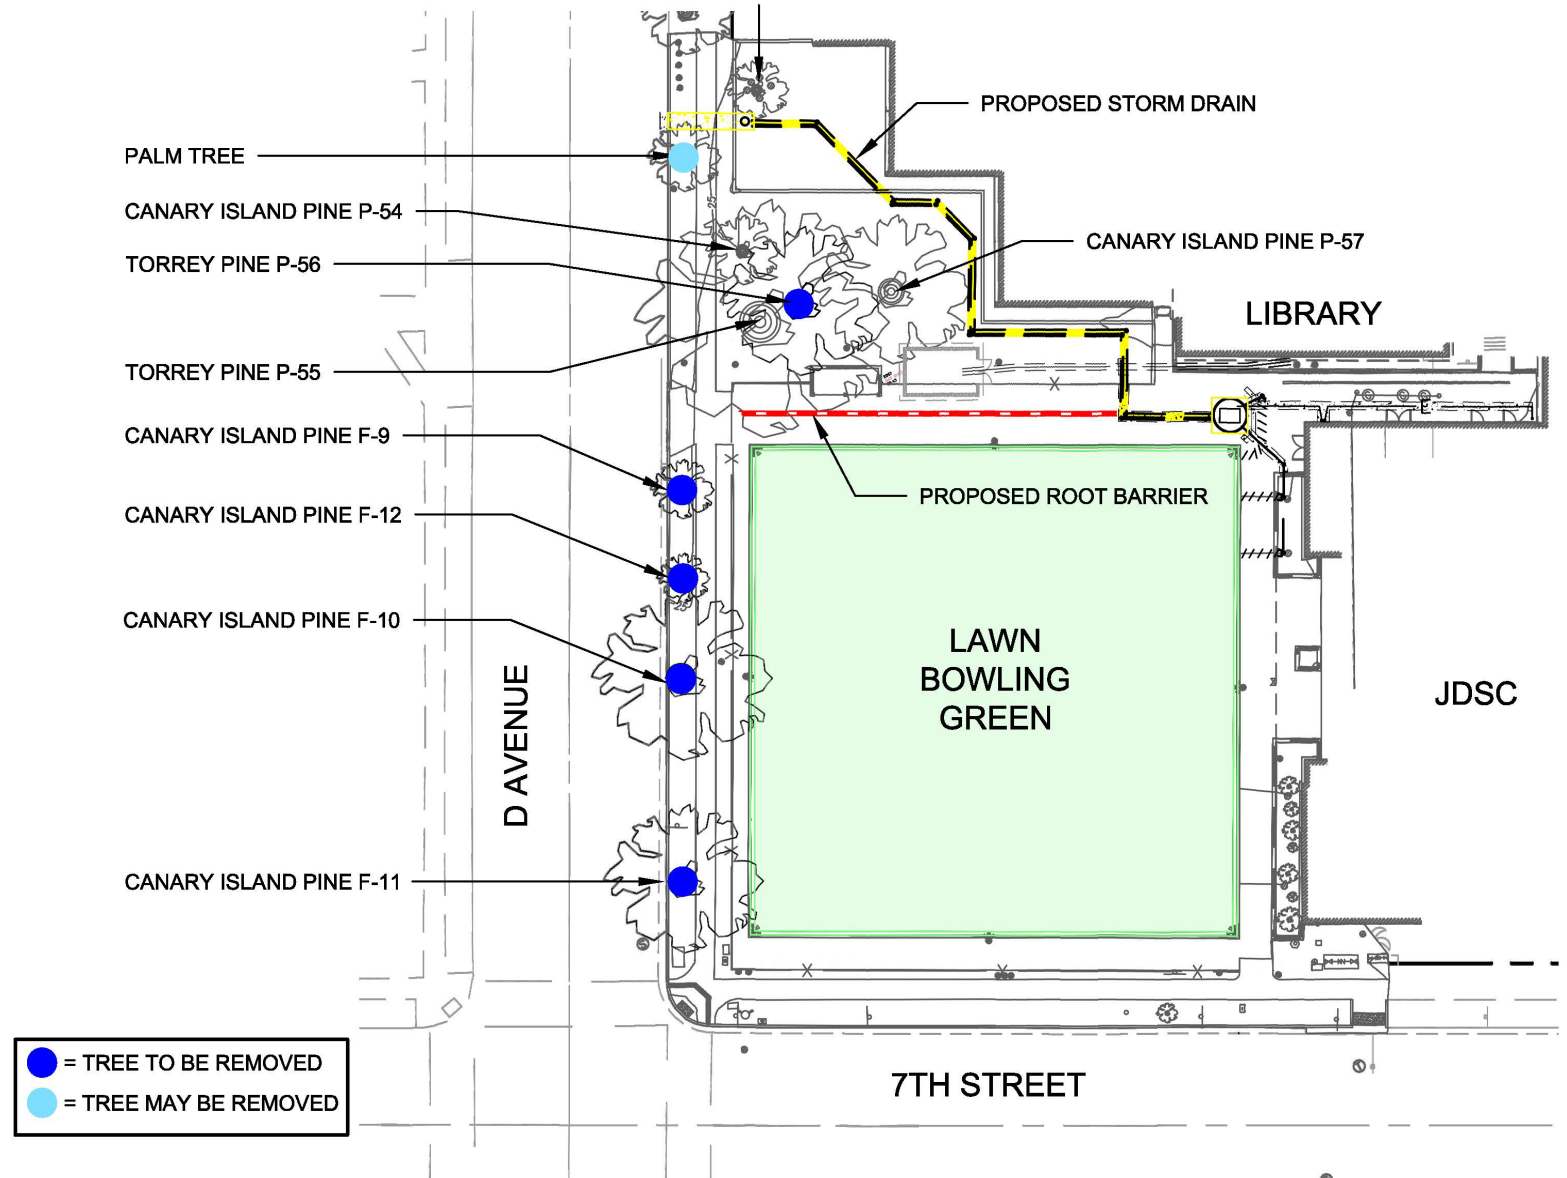 PROPOSED STORM DRAIN
PALM TREE
CANARY ISLAND PINE P-54
CANARY ISLAND PINE P-57
TORREY PINE P-56
LIBRARY
TORREY PINE P-55
CANARY ISLAND PINE F-9
PROPOSED ROOT BARRIER
CANARY ISLAND PINE F-12
CANARY ISLAND PINE F-10
LAWN
BOWLING
GREEN
JDSC
D AVENUE
CANARY ISLAND PINE F-11
= TREE TO BE REMOVED
= TREE MAY BE REMOVED
7TH STREET